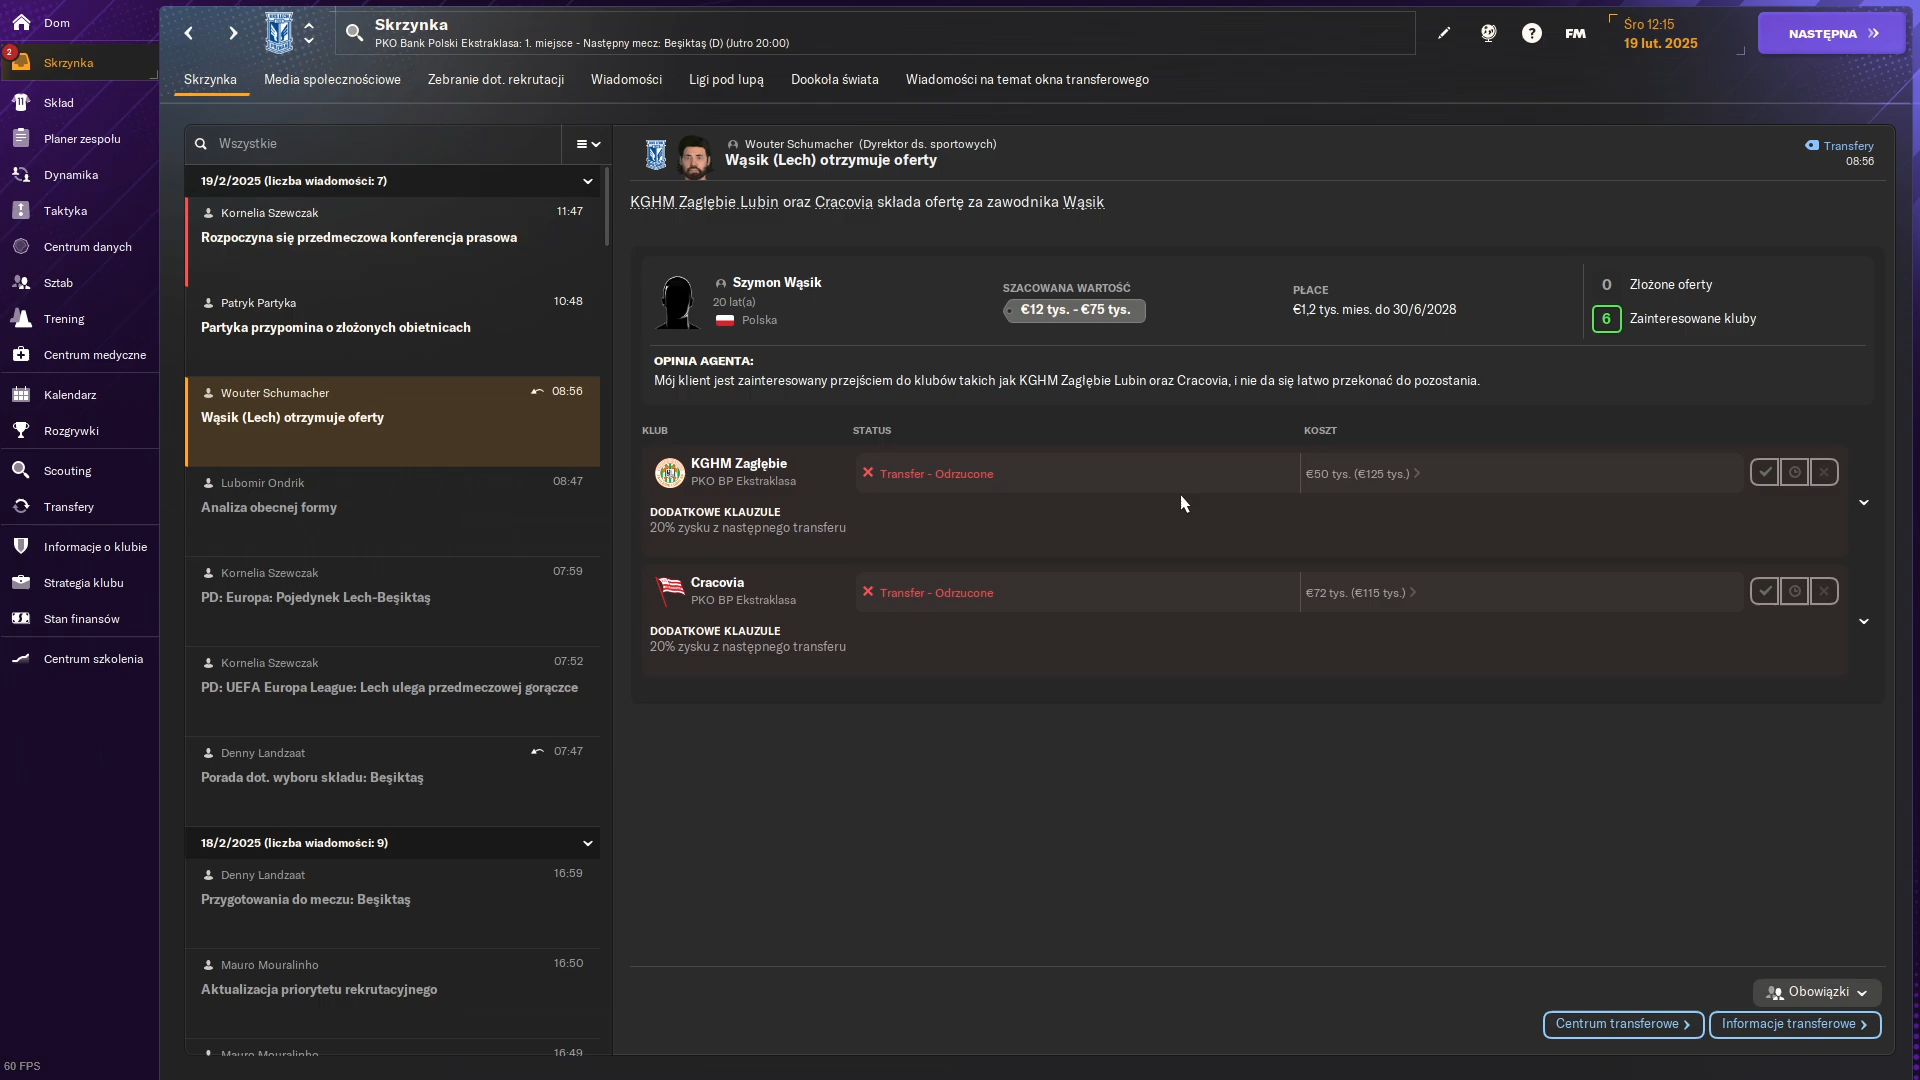 Dom
2
Skrzynka
Skład
Planer zespołu
Dynamika
Taktyka
Centrum danych
Sztab
Trening
Centrum medyczne
Kalendarz
Rozgrywki
Scouting
Transfery
Informacje o klubie
Strategia klubu
Stan finansów
Centrum szkolenia
60 FPS
Skrzynka
PKO Bank Polski Ekstraklasa: 1. miejsce - Następny mecz: Beşiktaş (D) (Jutro 20:00)
FM
Śro 12:15
19 lut. 2025
NASTĘPNA
Skrzynka
Media społecznościowe
Zebranie dot. rekrutacji
Wiadomości
Ligi pod lupą
Dookoła świata
Wiadomości na temat okna transferowego
Wszystkie
19/2/2025 (liczba wiadomości: 7)
Kornelia Szewczak 11:47
Rozpoczyna się przedmeczowa konferencja prasowa
Patryk Partyka 10:48
Partyka przypomina o złożonych obietnicach
Wouter Schumacher 08:56
Wąsik (Lech) otrzymuje oferty
Lubomir Ondrik 08:47
Analiza obecnej formy
Kornelia Szewczak 07:59
PD: Europa: Pojedynek Lech-Beşiktaş
Kornelia Szewczak 07:52
PD: UEFA Europa League: Lech ulega przedmeczowej gorączce
Denny Landzaat 07:47
Porada dot. wyboru składu: Beşiktaş
18/2/2025 (liczba wiadomości: 9)
Denny Landzaat 16:59
Przygotowania do meczu: Beşiktaş
Mauro Mouralinho 16:50
Aktualizacja priorytetu rekrutacyjnego
Mauro Mouralinho 16:49
Wouter Schumacher (Dyrektor ds. sportowych)
Wąsik (Lech) otrzymuje oferty
Transfery
08:56
KGHM Zagłębie Lubin oraz Cracovia składa ofertę za zawodnika Wąsik
Szymon Wąsik
20 lat(a)
Polska
SZACOWANA WARTOŚĆ
€12 tys. - €75 tys.
PŁACE
€1,2 tys. mies. do 30/6/2028
0 Złożone oferty
6 Zainteresowane kluby
OPINIA AGENTA:
Mój klient jest zainteresowany przejściem do klubów takich jak KGHM Zagłębie Lubin oraz Cracovia, i nie da się łatwo przekonać do pozostania.
KLUB STATUS KOSZT
KGHM Zagłębie
PKO BP Ekstraklasa
Transfer - Odrzucone
€50 tys. (€125 tys.)
DODATKOWE KLAUZULE
20% zysku z następnego transferu
Cracovia
PKO BP Ekstraklasa
Transfer - Odrzucone
€72 tys. (€115 tys.)
DODATKOWE KLAUZULE
20% zysku z następnego transferu
Obowiązki
Centrum transferowe
Informacje transferowe